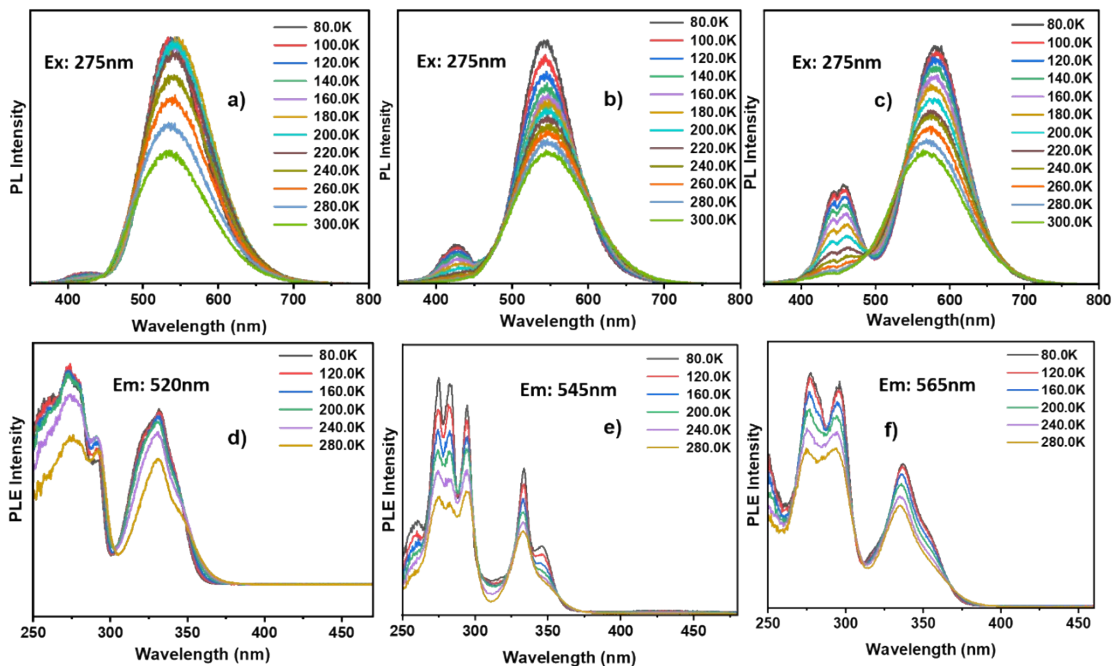 PL Intensity
Ex: 275nm
a)
80.0K
100.0K
120.0K
140.0K
160.0K
180.0K
200.0K
220.0K
240.0K
260.0K
280.0K
300.0K
400 500 600 700 800
Wavelength (nm)
PL Intensity
Ex: 275nm
b)
80.0K
100.0K
120.0K
140.0K
160.0K
180.0K
200.0K
220.0K
240.0K
260.0K
280.0K
300.0K
400 500 600 700 800
Wavelength (nm)
PL Intensity
Ex: 275nm
c)
80.0K
100.0K
120.0K
140.0K
160.0K
180.0K
200.0K
220.0K
240.0K
260.0K
280.0K
300.0K
400 500 600 700 800
Wavelength(nm)
PLE Intensity
Em: 520nm
d)
80.0K
120.0K
160.0K
200.0K
240.0K
280.0K
250 300 350 400 450
Wavelength (nm)
PLE Intensity
Em: 545nm
e)
80.0K
120.0K
160.0K
200.0K
240.0K
280.0K
250 300 350 400 450
Wavelength (nm)
PLE Intensity
Em: 565nm
f)
80.0K
120.0K
160.0K
200.0K
240.0K
280.0K
250 300 350 400 450
Wavelength (nm)